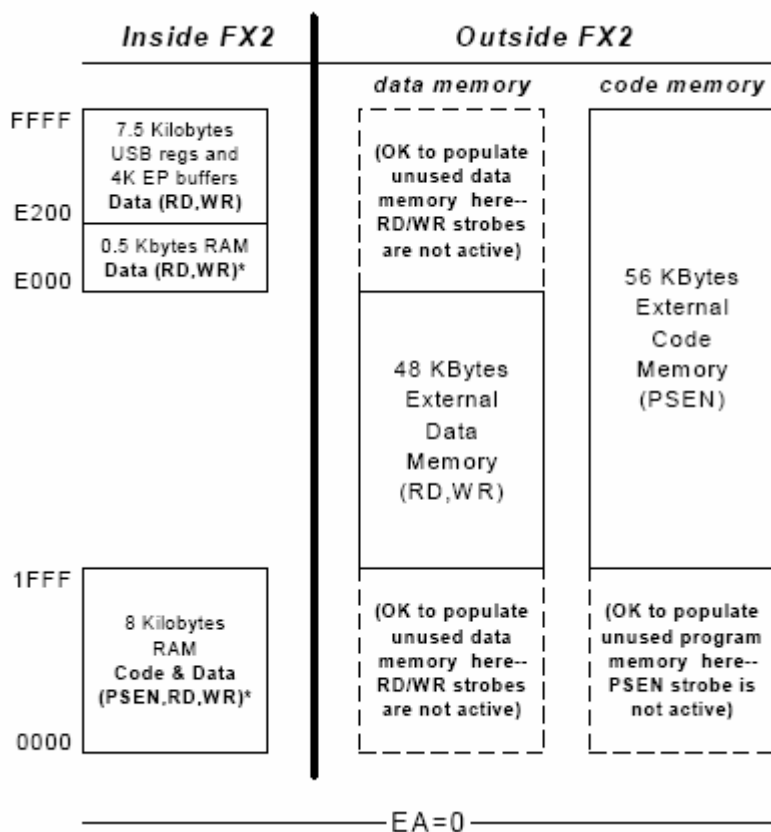 Inside FX2
Outside FX2
data memory
code memory
FFFF
7.5 Kilobytes
USB regs and
4K EP buffers
Data (RD,WR)
E200
0.5 Kbytes RAM
Data (RD,WR)*
E000
(OK to populate
unused data
memory here--
RD/WR strobes
are not active)
48 KBytes
External
Data
Memory
(RD,WR)
56 KBytes
External
Code
Memory
(PSEN)
1FFF
8 Kilobytes
RAM
Code & Data
(PSEN,RD,WR)*
0000
(OK to populate
unused data
memory here--
RD/WR strobes
are not active)
(OK to populate
unused program
memory here--
PSEN strobe is
not active)
EA=0